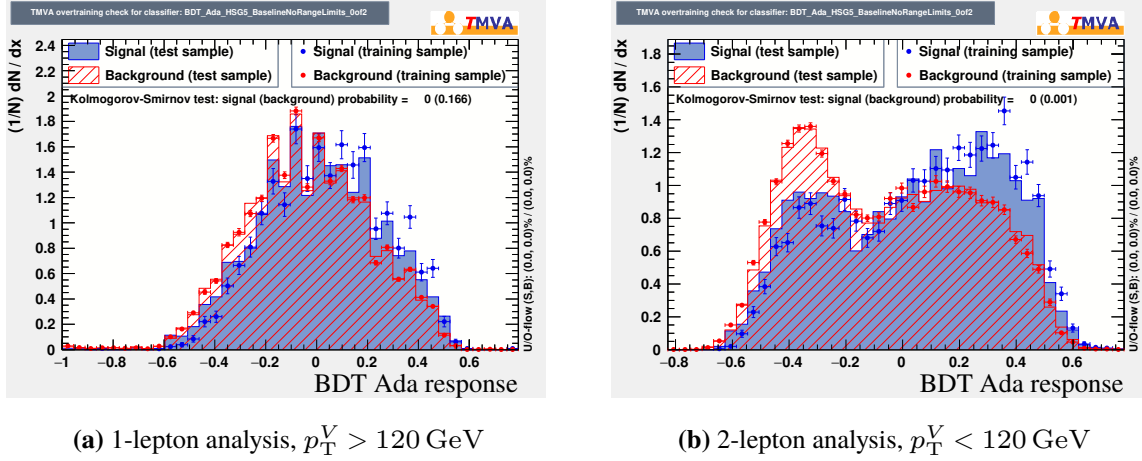 TMVA overtraining check for classifier: BDT_Ada_HSG5_BaselineNoRangeLimits_0of2
TMVA
(1/N) dN / dx
Signal (test sample)
Background (test sample)
Signal (training sample)
Background (training sample)
Kolmogorov-Smirnov test: signal (background) probability = 0 (0.166)
2.4
2.2
2
1.8
1.6
1.4
1.2
1
0.8
0.6
0.4
0.2
0
−1 −0.8 −0.6 −0.4 −0.2 0 0.2 0.4 0.6
BDT Ada response
U/O-flow (S,B): (0.0, 0.0)% / (0.0, 0.0)%
(a) 1-lepton analysis, p_T^V > 120 GeV
TMVA overtraining check for classifier: BDT_Ada_HSG5_BaselineNoRangeLimits_0of2
TMVA
(1/N) dN / dx
Signal (test sample)
Background (test sample)
Signal (training sample)
Background (training sample)
Kolmogorov-Smirnov test: signal (background) probability = 0 (0.001)
1.8
1.6
1.4
1.2
1
0.8
0.6
0.4
0.2
0
−0.8 −0.6 −0.4 −0.2 0 0.2 0.4 0.6
BDT Ada response
U/O-flow (S,B): (0.0, 0.0)% / (0.0, 0.0)%
(b) 2-lepton analysis, p_T^V < 120 GeV